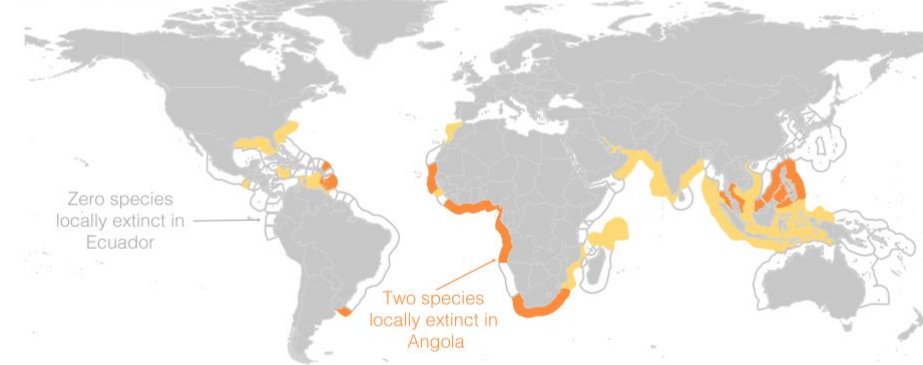 Zero species
locally extinct in
Ecuador
Two species
locally extinct in
Angola